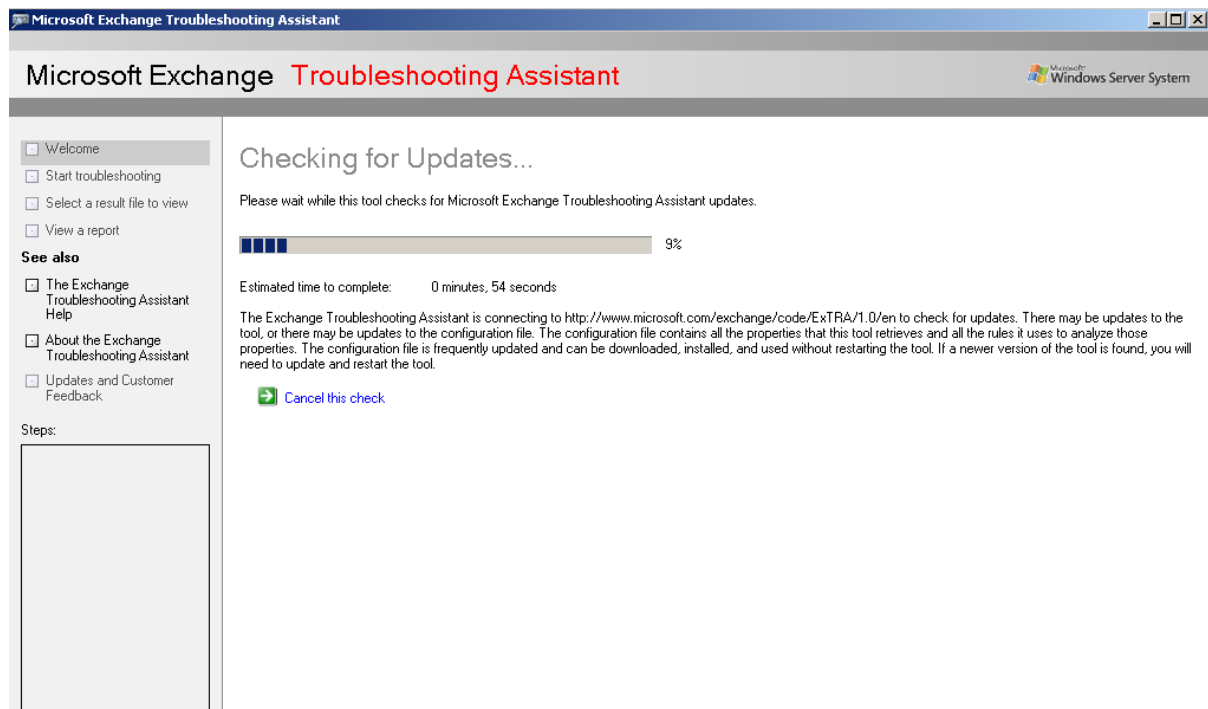 Microsoft Exchange Troubleshooting Assistant
Microsoft Exchange Troubleshooting Assistant
Microsoft
Windows Server System
Welcome
Start troubleshooting
Select a result file to view
View a report
See also
The Exchange
Troubleshooting Assistant
Help
About the Exchange
Troubleshooting Assistant
Updates and Customer
Feedback
Steps:
Checking for Updates...
Please wait while this tool checks for Microsoft Exchange Troubleshooting Assistant updates.
9%
Estimated time to complete: 0 minutes, 54 seconds
The Exchange Troubleshooting Assistant is connecting to http://www.microsoft.com/exchange/code/ExTRA/1.0/en to check for updates. There may be updates to the
tool, or there may be updates to the configuration file. The configuration file contains all the properties that this tool retrieves and all the rules it uses to analyze those
properties. The configuration file is frequently updated and can be downloaded, installed, and used without restarting the tool. If a newer version of the tool is found, you will
need to update and restart the tool.
Cancel this check